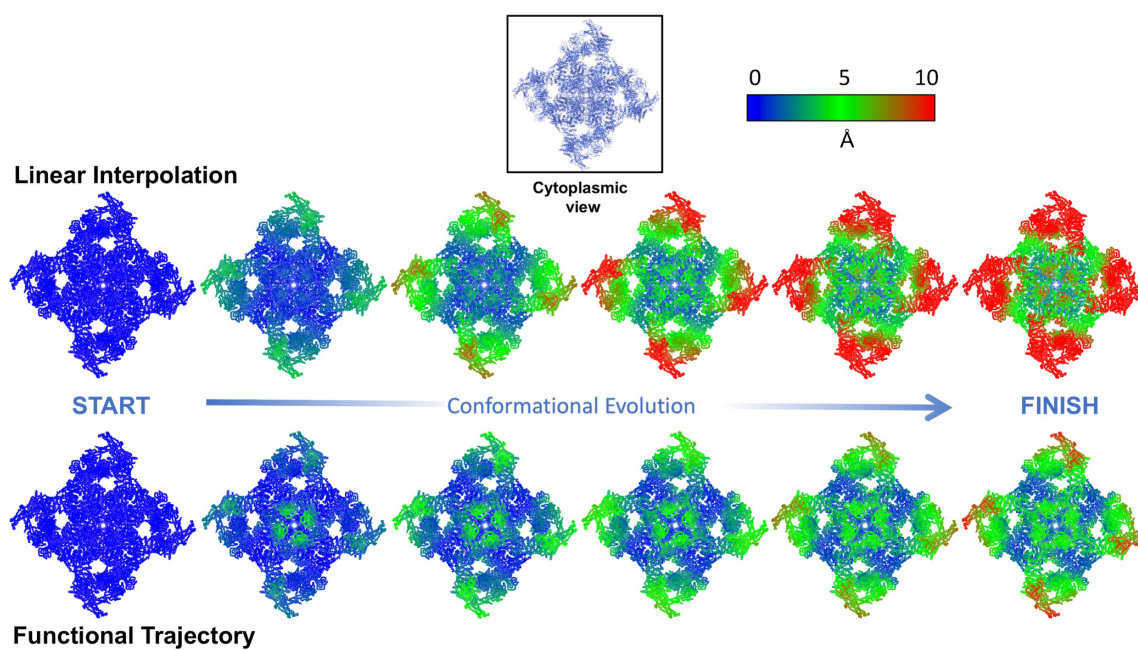 0 5 10
Å
Cytoplasmic
view
Linear Interpolation
START Conformational Evolution FINISH
Functional Trajectory